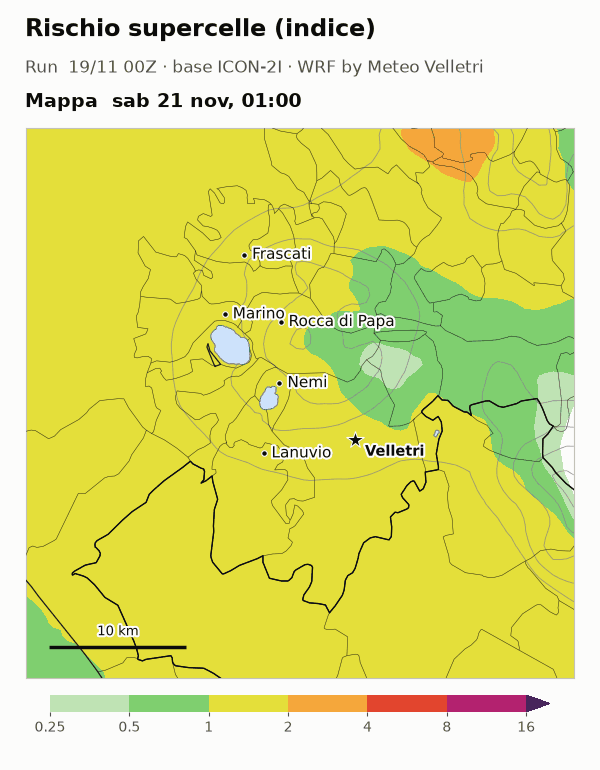 Rischio supercelle (indice)
Run  19/11 00Z · base ICON-2I · WRF by Meteo Velletri
Mappa  sab 21 nov, 01:00
Frascati
Marino
Rocca di Papa
Nemi
Velletri
Lanuvio
10 km
0.25 0.5 1 2 4 8 16